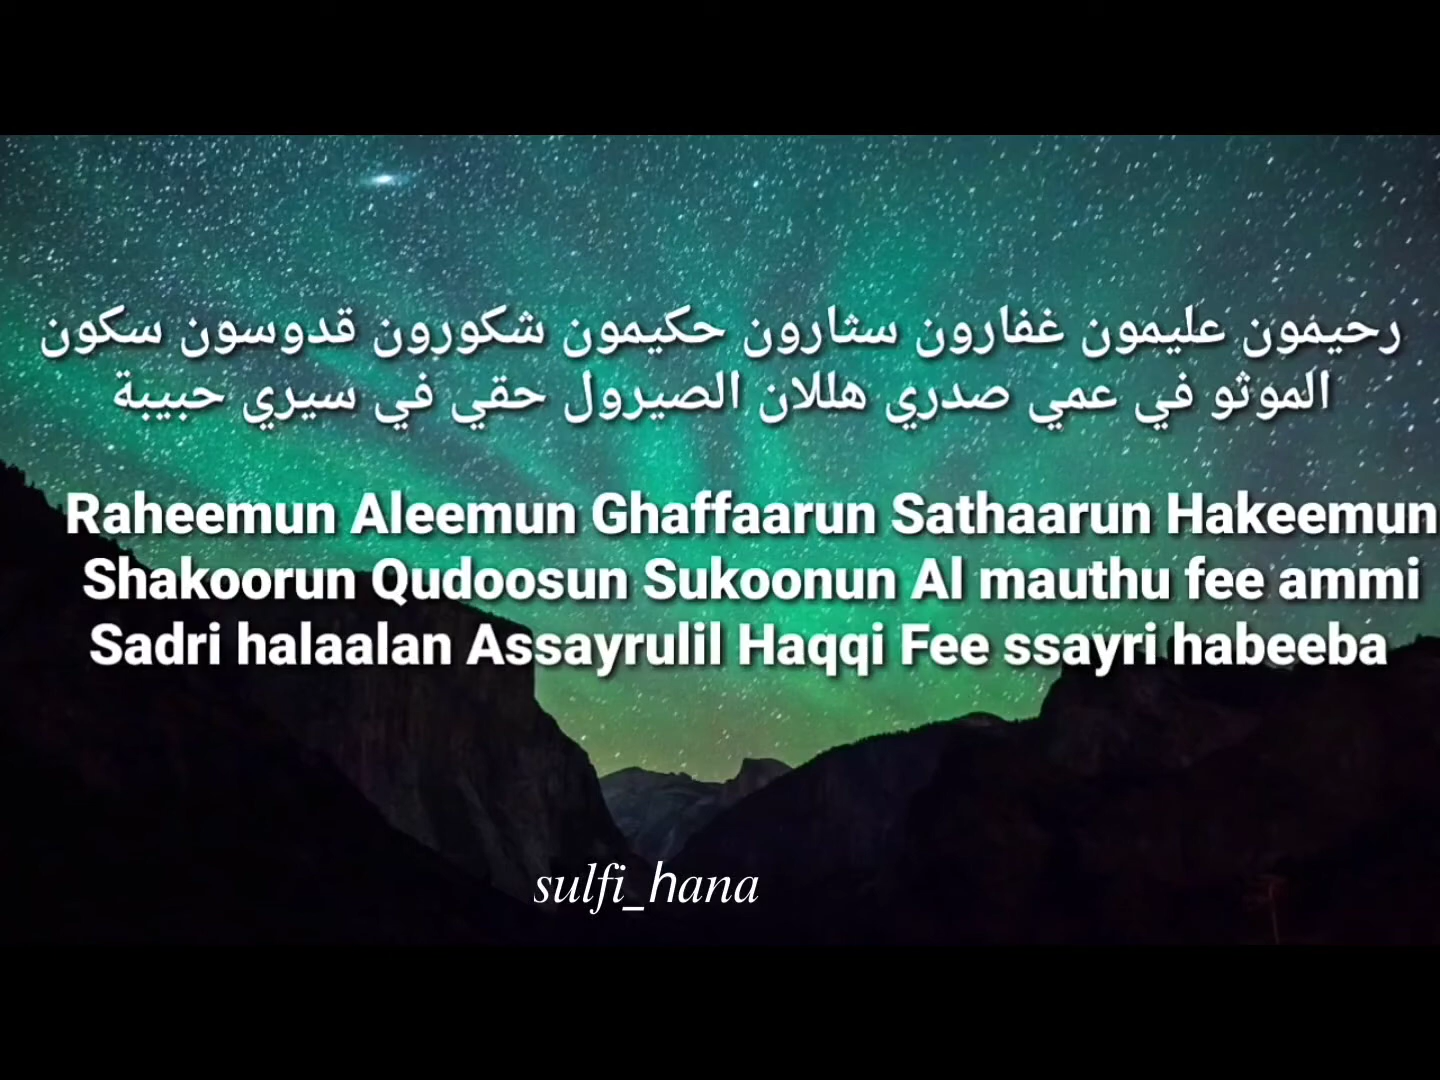 رحيمون عليمون غفارون سثارون حكيمون شكورون قدوسون سكون
الموثو في عمي صدري هللان الصيرول حقي في سيري حبيبة
Raheemun Aleemun Ghaffaarun Sathaarun Hakeemun
Shakoorun Qudoosun Sukoonun Al mauthu fee ammi
Sadri halaalan Assayrulil Haqqi Fee ssayri habeeba
sulfi_hana